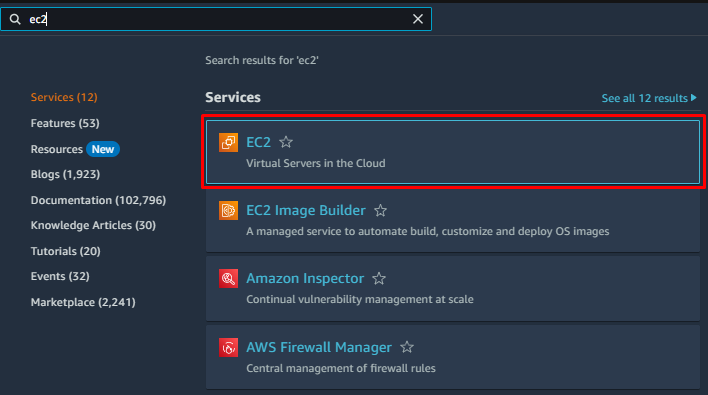 ec2
Search results for 'ec2'
Services (12)
Features (53)
Resources New
Blogs (1,923)
Documentation (102,796)
Knowledge Articles (30)
Tutorials (20)
Events (32)
Marketplace (2,241)
Services
See all 12 results
EC2
Virtual Servers in the Cloud
EC2 Image Builder
A managed service to automate build, customize and deploy OS images
Amazon Inspector
Continual vulnerability management at scale
AWS Firewall Manager
Central management of firewall rules